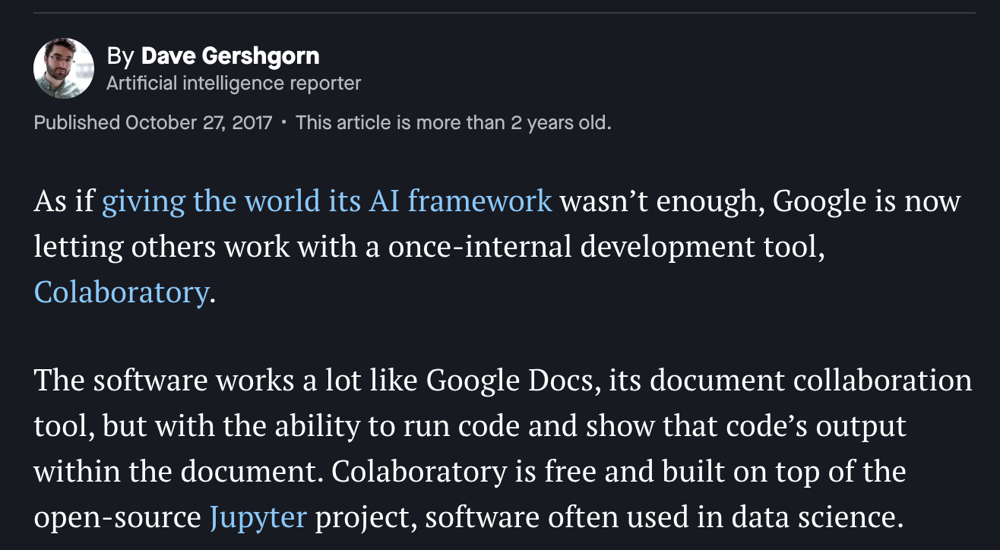 By Dave Gershgorn
Artificial intelligence reporter
Published October 27, 2017 • This article is more than 2 years old.
As if giving the world its AI framework wasn’t enough, Google is now
letting others work with a once-internal development tool,
Colaboratory.
The software works a lot like Google Docs, its document collaboration
tool, but with the ability to run code and show that code’s output
within the document. Colaboratory is free and built on top of the
open-source Jupyter project, software often used in data science.